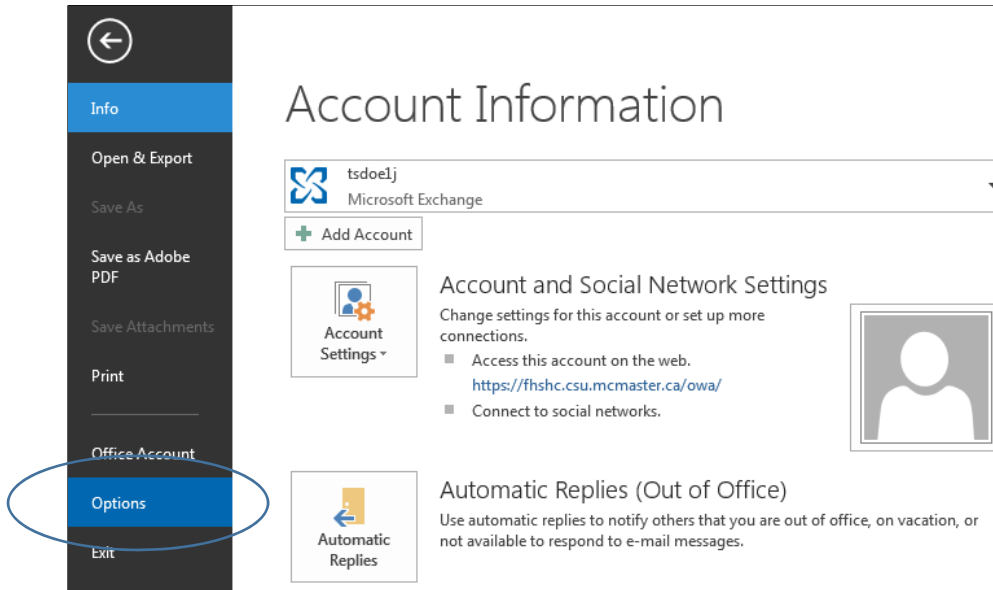 Info
Open & Export
Save As
Save as Adobe
PDF
Save Attachments
Print
Office Account
Options
Exit
Account Information
tsdoe1j
Microsoft Exchange
Add Account
Account
Settings
Account and Social Network Settings
Change settings for this account or set up more
connections.
Access this account on the web.
https://fhshc.csu.mcmaster.ca/owa/
Connect to social networks.
Automatic
Replies
Automatic Replies (Out of Office)
Use automatic replies to notify others that you are out of office, on vacation, or
not available to respond to e-mail messages.